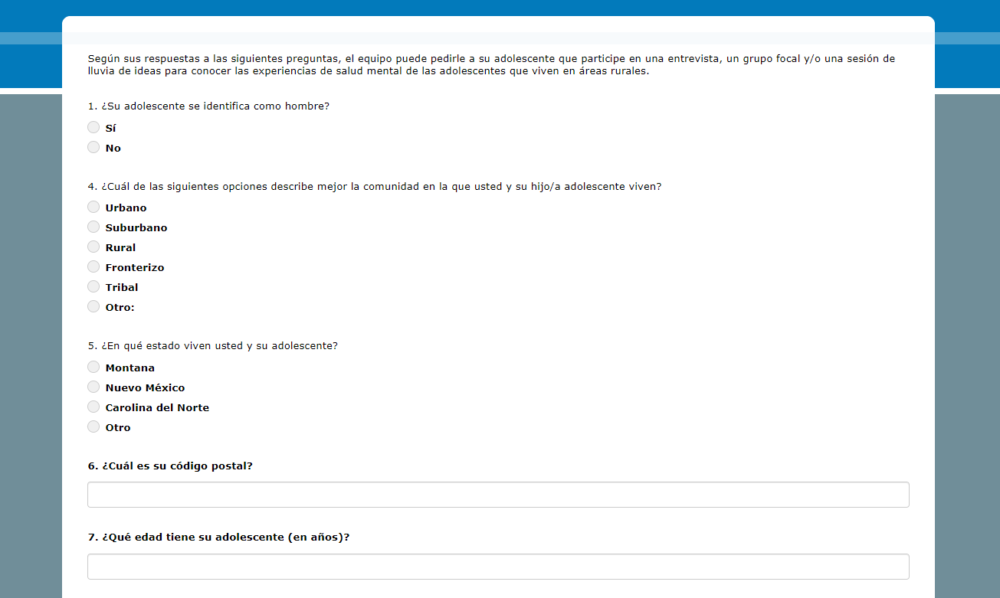 Según sus respuestas a las siguientes preguntas, el equipo puede pedirle a su adolescente que participe en una entrevista, un grupo focal y/o una sesión de
lluvia de ideas para conocer las experiencias de salud mental de las adolescentes que viven en áreas rurales.
1. ¿Su adolescente se identifica como hombre?
Sí
No
4. ¿Cuál de las siguientes opciones describe mejor la comunidad en la que usted y su hijo/a adolescente viven?
Urbano
Suburbano
Rural
Fronterizo
Tribal
Otro:
5. ¿En qué estado viven usted y su adolescente?
Montana
Nuevo México
Carolina del Norte
Otro
6. ¿Cuál es su código postal?
7. ¿Qué edad tiene su adolescente (en años)?